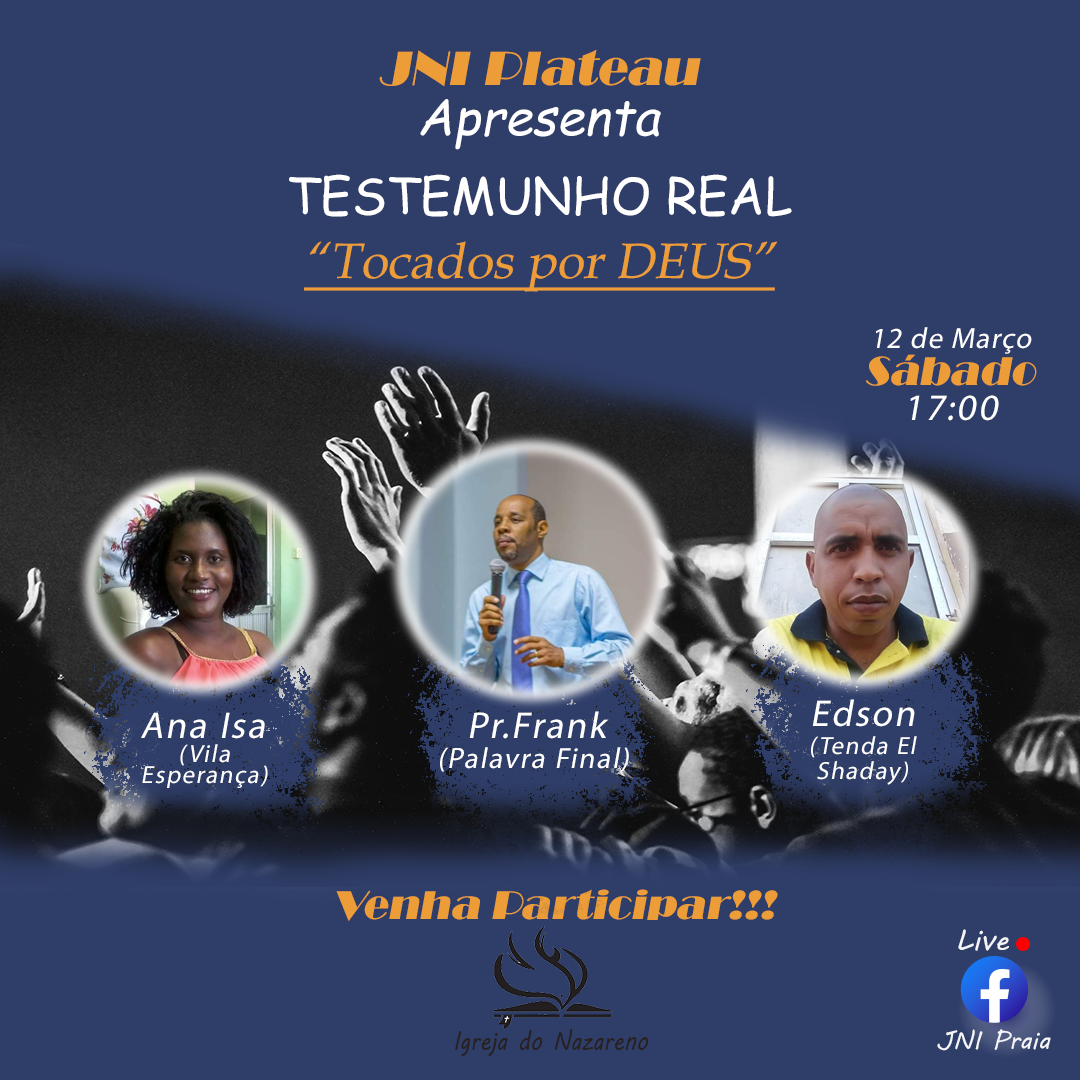 JNI Plateau
Apresenta
TESTEMUNHO REAL
“Tocados por DEUS”
12 de Março
Sábado
17:00
Ana Isa
(Vila
Esperança)
Pr.Frank
(Palavra Final)
Edson
(Tenda El
Shaday)
Venha Participar!!!
Igreja do Nazareno
Live
JNI Praia